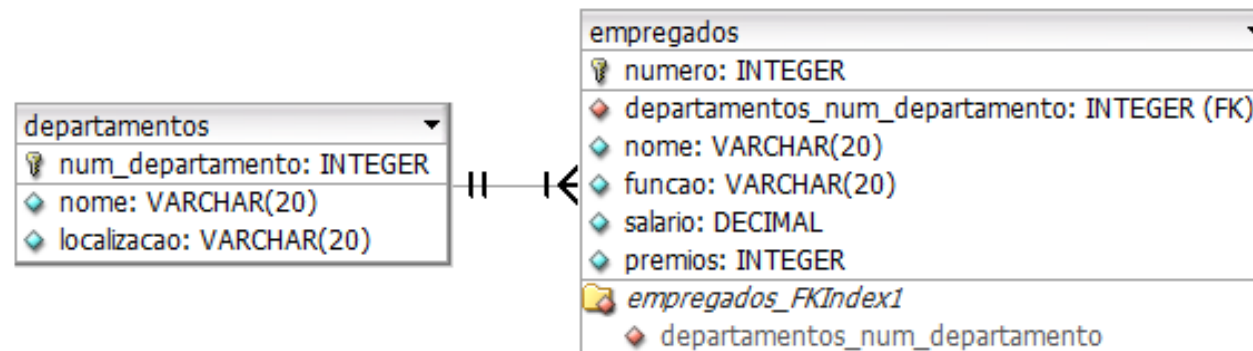 departamentos
num_departamento: INTEGER
nome: VARCHAR(20)
localizacao: VARCHAR(20)
empregados
numero: INTEGER
departamentos_num_departamento: INTEGER (FK)
nome: VARCHAR(20)
funcao: VARCHAR(20)
salario: DECIMAL
premios: INTEGER
empregados_FKIndex1
departamentos_num_departamento